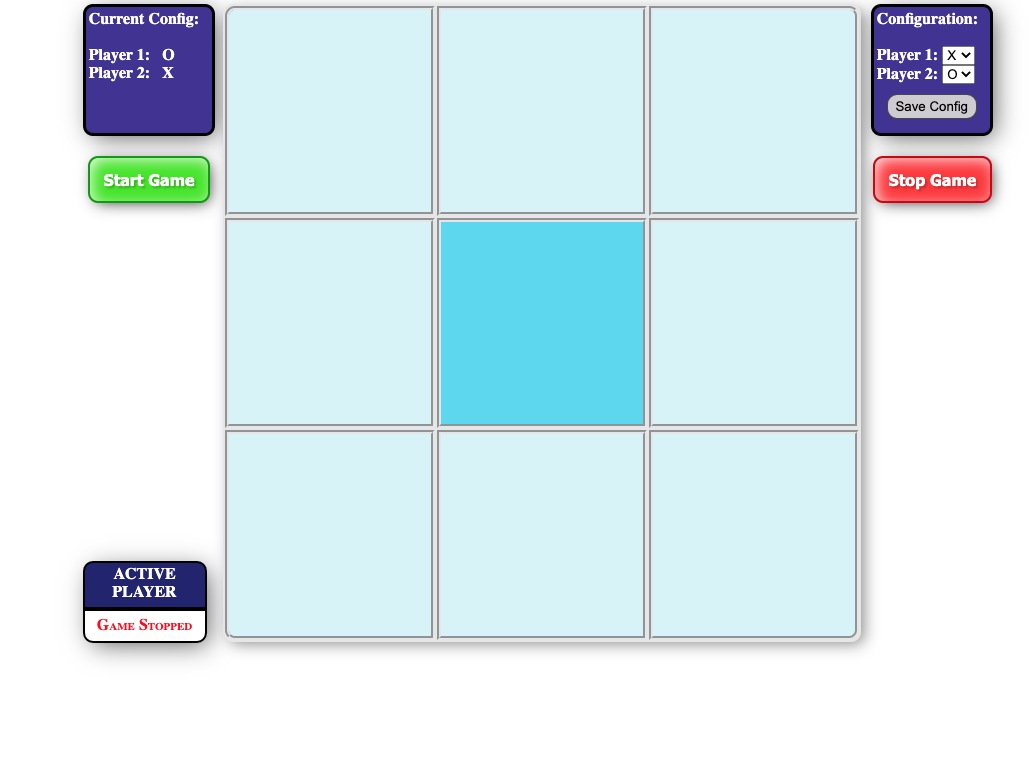 Current Config:
Player 1: O
Player 2: X
Start Game
ACTIVE
PLAYER
Game Stopped
Configuration:
Player 1: X
Player 2: O
Save Config
Stop Game